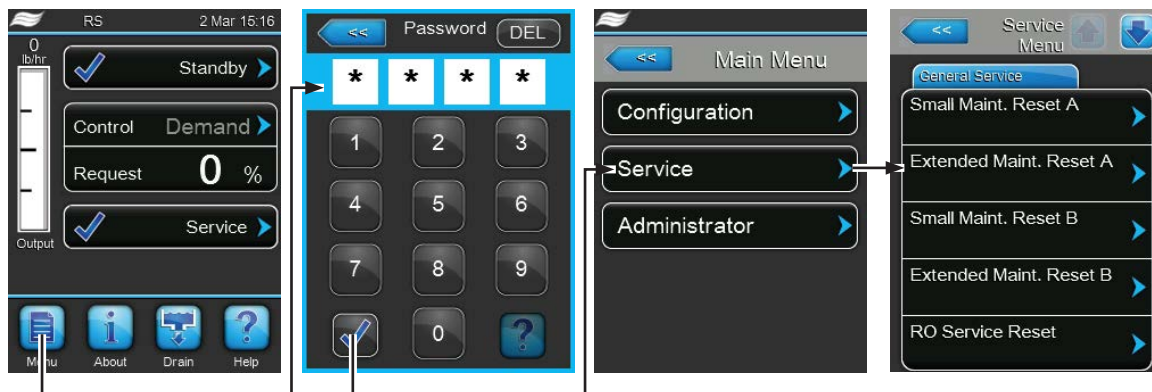 RS 2 Mar 15:16
0
lb/hr
Standby
Control Demand
Request 0 %
Service
Output
Menu About Drain Help
<< Password DEL
* * * *
1 2 3
4 5 6
7 8 9
0 ?
<< Main Menu
Configuration
Service
Administrator
<< Service
Menu
General Service
Small Maint. Reset A
Extended Maint. Reset A
Small Maint. Reset B
Extended Maint. Reset B
RO Service Reset